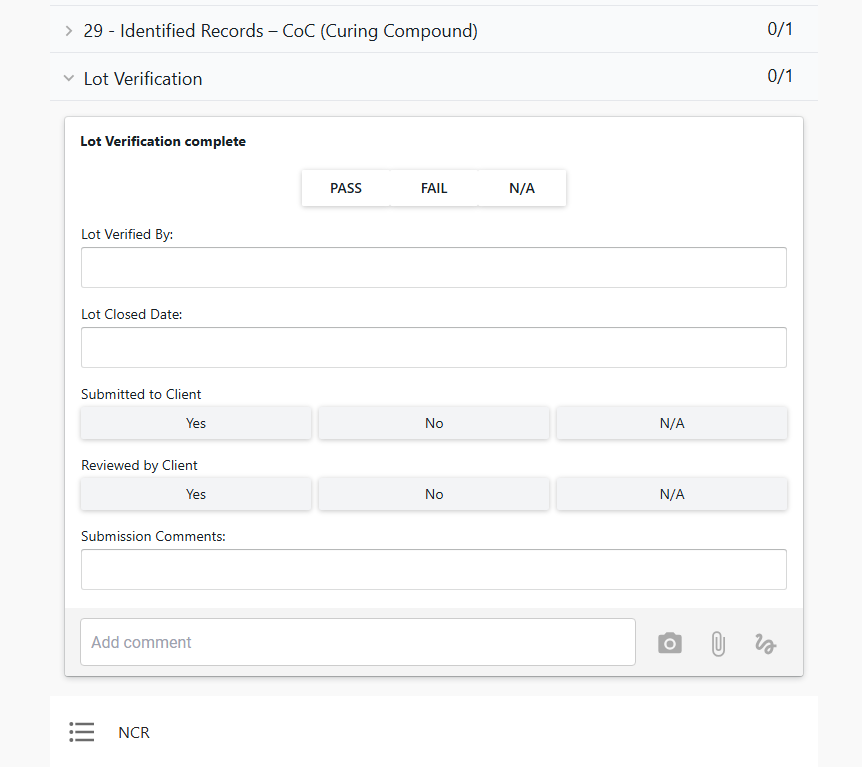 29 - Identified Records – CoC (Curing Compound) 0/1
Lot Verification 0/1
Lot Verification complete
PASS FAIL N/A
Lot Verified By:
Lot Closed Date:
Submitted to Client
Yes No N/A
Reviewed by Client
Yes No N/A
Submission Comments:
Add comment
NCR